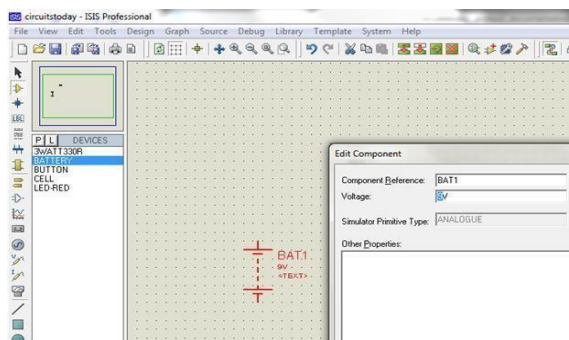 circuitstoday - ISIS Professional
File View Edit Tools Design Graph Source Debug Library Template System Help
P L DEVICES
3WATT330R
BATTERY
BUTTON
CELL
LED-RED
BAT1
9V
<TEXT>
Edit Component
Component Reference: BAT1
Voltage: V
Simulator Primitive Type: ANALOGUE
Other Properties: